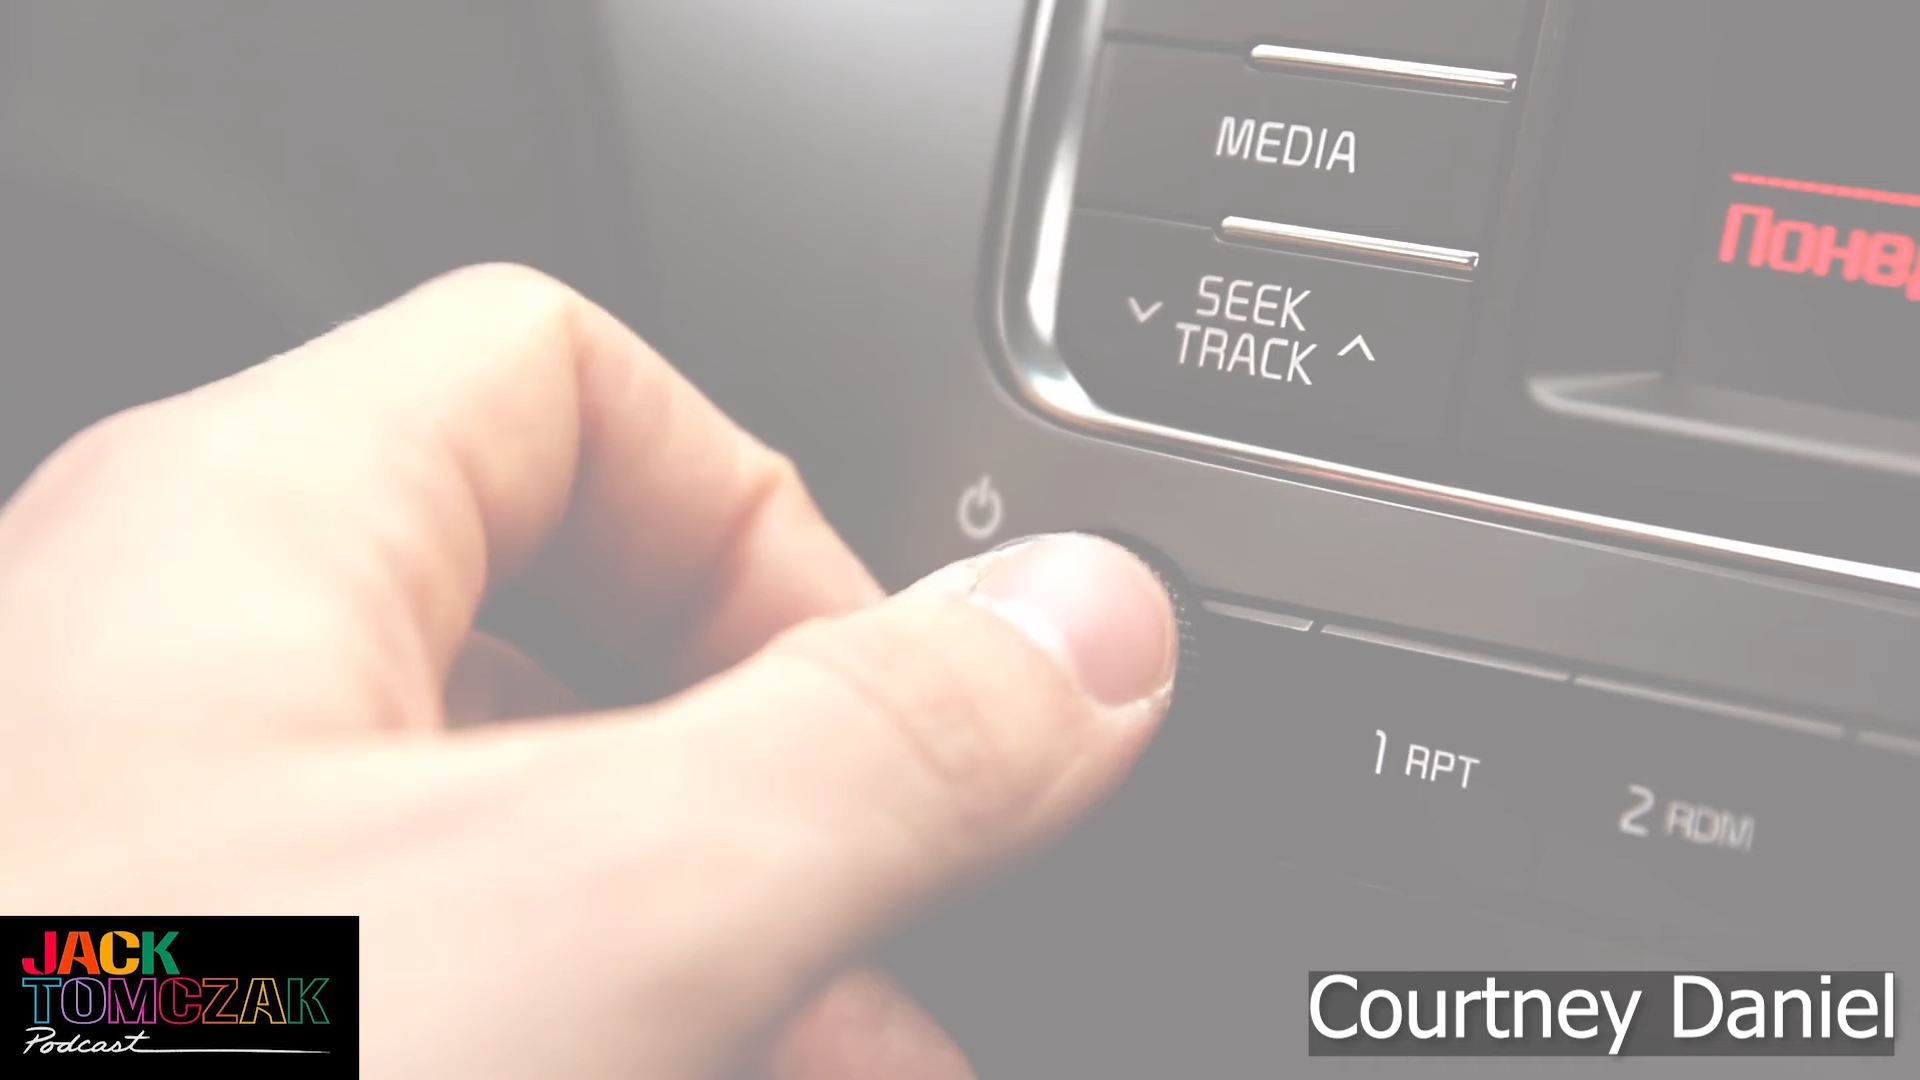 MEDIA
SEEK
TRACK
1 RPT
2 RDM
JACK
TOMCZAK
Podcast
Courtney Daniel